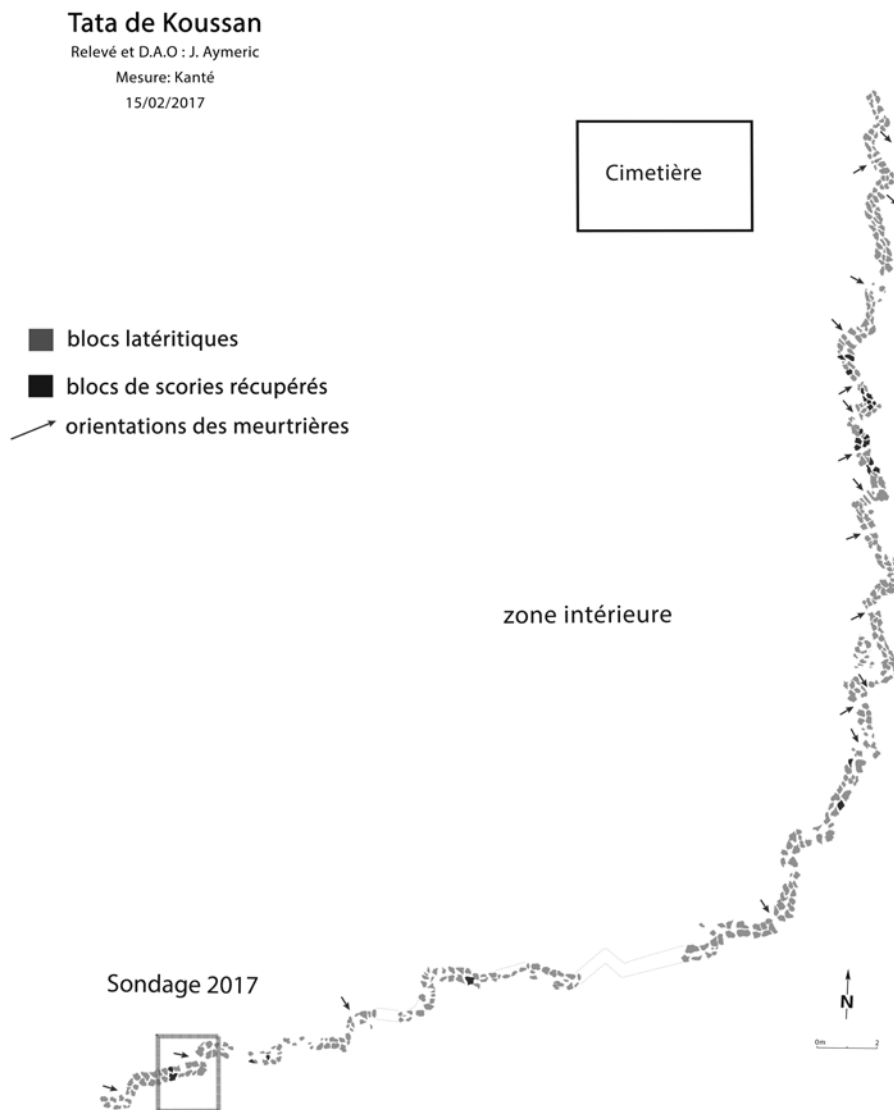 Tata de Koussan
Relevé et D.A.O : J. Aymeric
Mesure: Kanté
15/02/2017
Cimetière
blocs latéritiques
blocs de scories récupérés
orientations des meurtrières
zone intérieure
Sondage 2017
N
0m 2